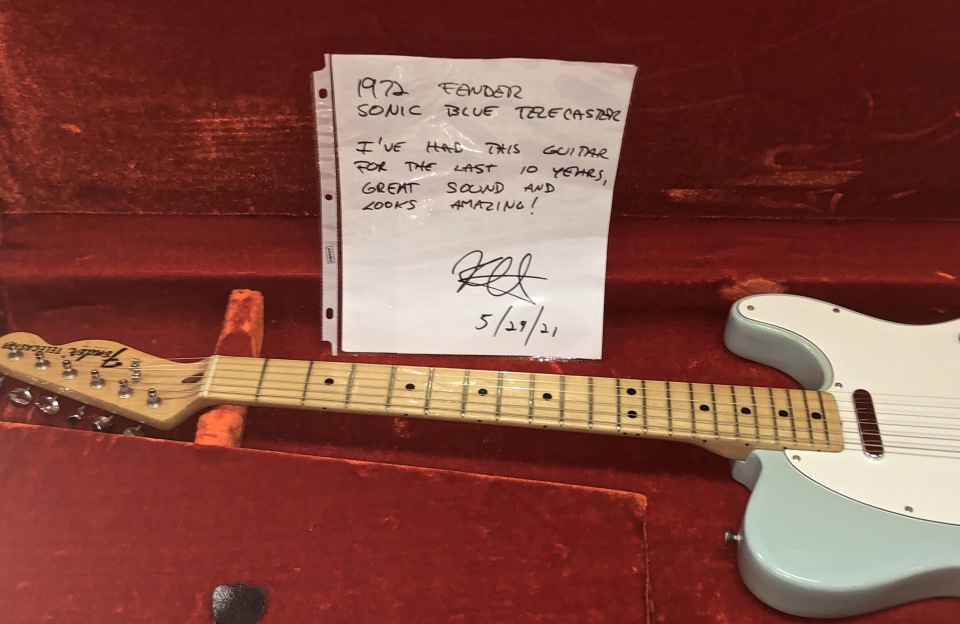 1972 FENDER
SONIC BLUE TELECASTER
I'VE HAD THIS GUITAR
FOR THE LAST 10 YEARS,
GREAT SOUND AND
LOOKS AMAZING!
5/29/21
Fender TELECASTER